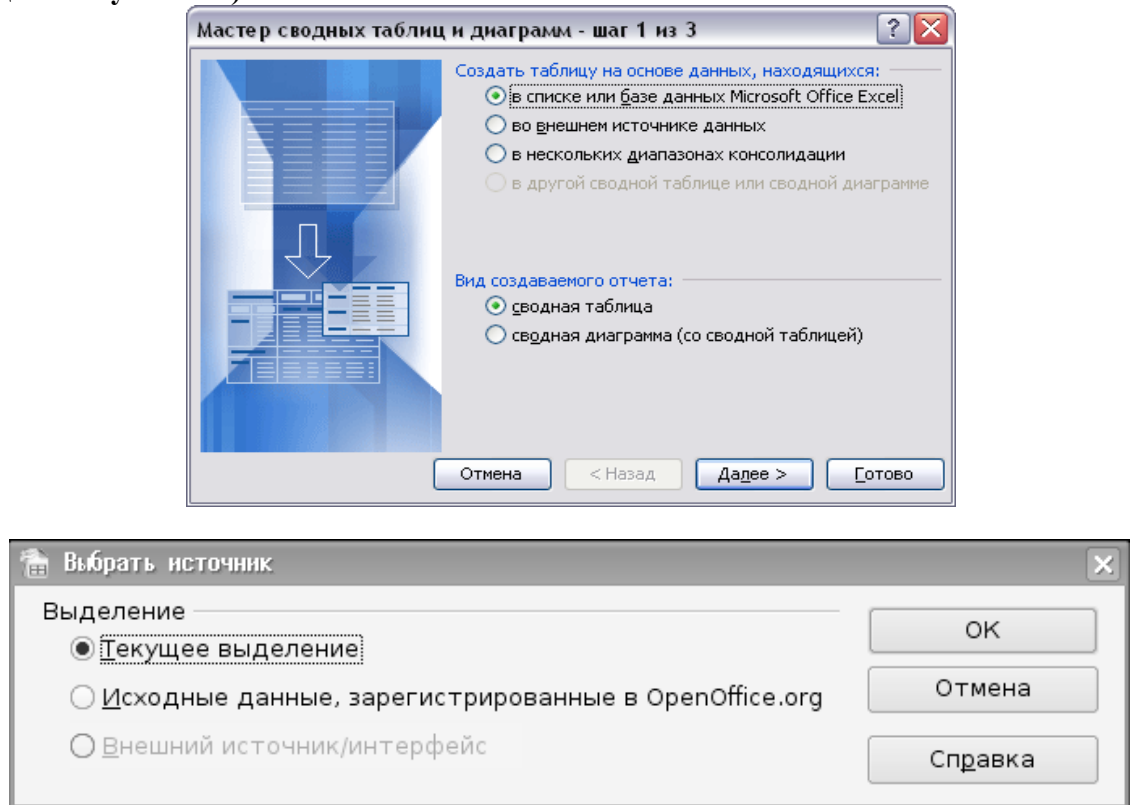 Мастер сводных таблиц и диаграмм - шаг 1 из 3
Создать таблицу на основе данных, находящихся:
в списке или базе данных Microsoft Office Excel
во внешнем источнике данных
в нескольких диапазонах консолидации
в другой сводной таблице или сводной диаграмме
Вид создаваемого отчета:
сводная таблица
сводная диаграмма (со сводной таблицей)
Отмена < Назад Далее > Готово
Выбрать источник
Выделение
Текущее выделение
Исходные данные, зарегистрированные в OpenOffice.org
Внешний источник/интерфейс
OK
Отмена
Справка